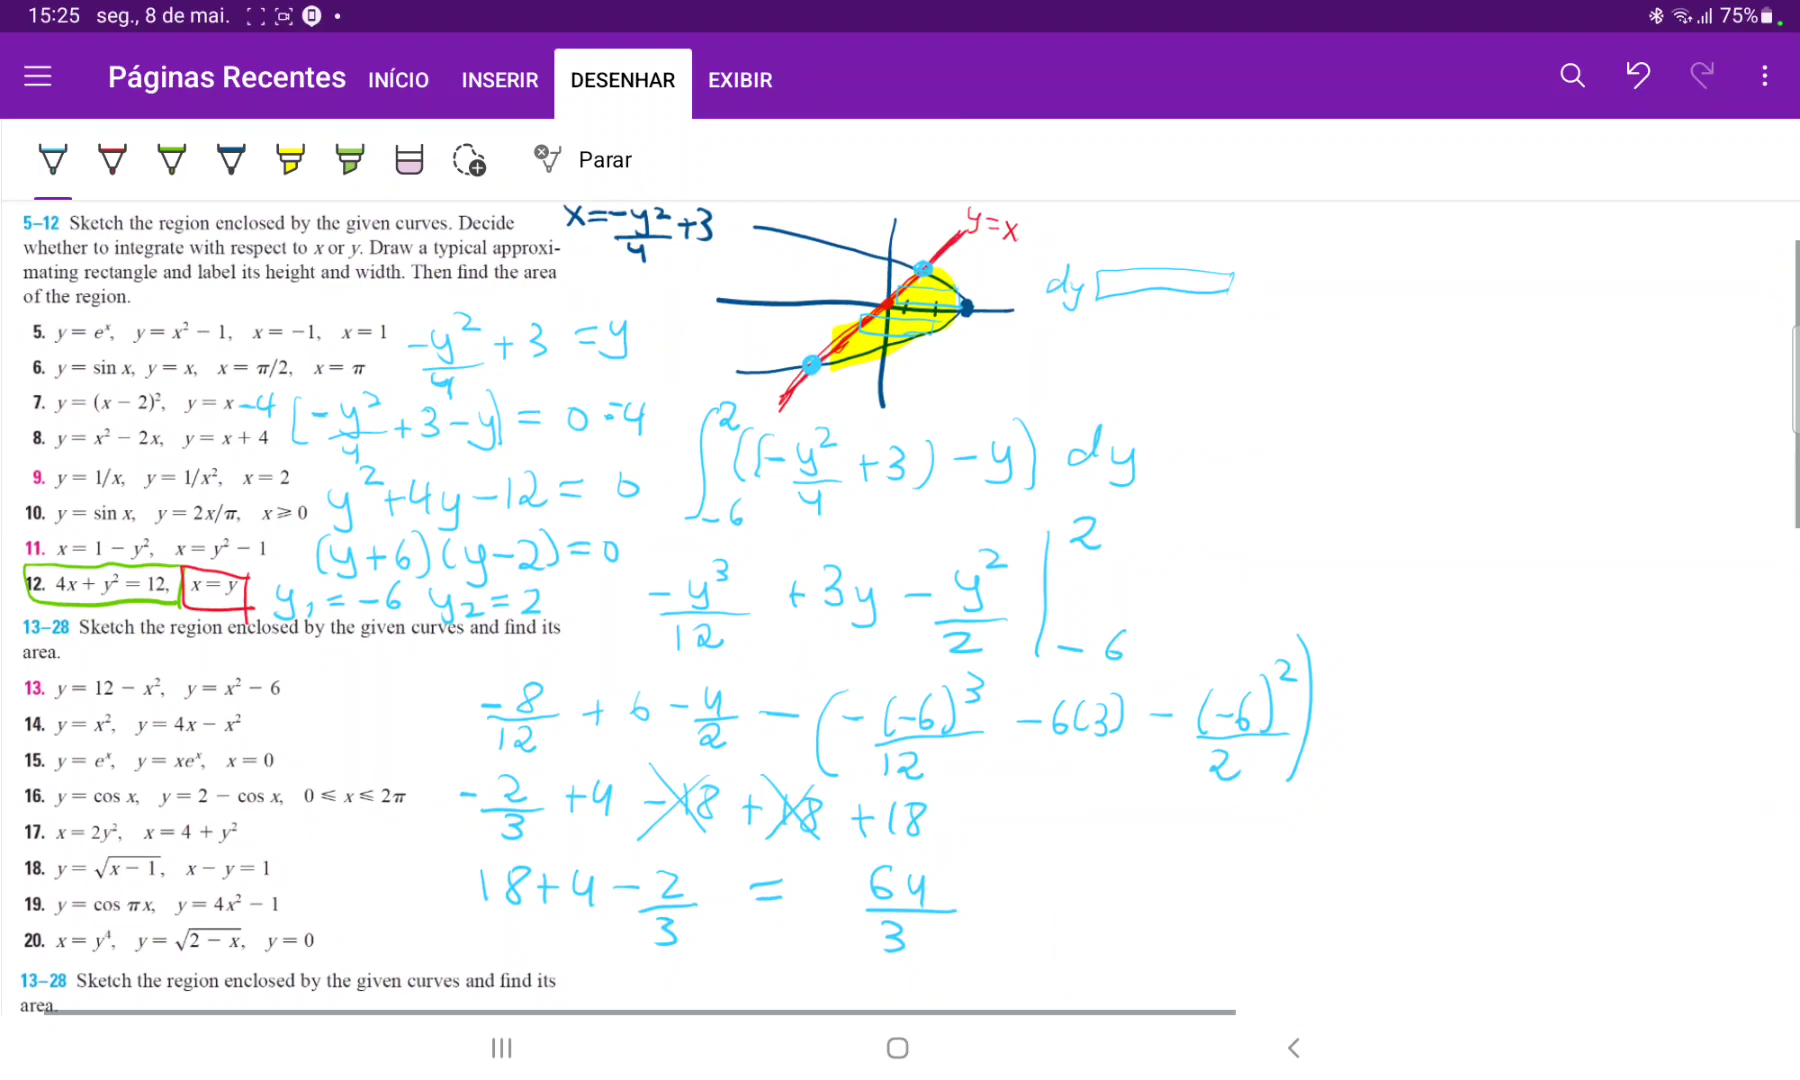 15:25 seg., 8 de mai. 75%
Páginas Recentes INÍCIO INSERIR DESENHAR EXIBIR
Parar
5–12 Sketch the region enclosed by the given curves. Decide
whether to integrate with respect to x or y. Draw a typical approxi-
mating rectangle and label its height and width. Then find the area
of the region.
5. y = eˣ, y = x² − 1, x = −1, x = 1
6. y = sin x, y = x, x = π/2, x = π
7. y = (x − 2)², y = x
8. y = x² − 2x, y = x + 4
9. y = 1/x, y = 1/x², x = 2
10. y = sin x, y = 2x/π, x ⩾ 0
11. x = 1 − y², x = y² − 1
12. 4x + y² = 12, x = y
13–28 Sketch the region enclosed by the given curves and find its
area.
13. y = 12 − x², y = x² − 6
14. y = x², y = 4x − x²
15. y = eˣ, y = xeˣ, x = 0
16. y = cos x, y = 2 − cos x, 0 ⩽ x ⩽ 2π
17. x = 2y², x = 4 + y²
18. y = √(x − 1), x − y = 1
19. y = cos πx, y = 4x² − 1
20. x = y⁴, y = √(2 − x), y = 0
13–28 Sketch the region enclosed by the given curves and find its
area.
x = -y²/4 + 3
y = x
dy
-y²/4 + 3 = y
-4 [-y²/4 + 3 - y] = 0 · -4
y² + 4y - 12 = 0
(y+6)(y-2) = 0
y₁ = -6 y₂ = 2
∫₋₆² ((-y²/4 + 3) - y) dy
-y³/12 + 3y - y²/2 |₋₆²
-8/12 + 6 - 4/2 - (-(-6)³/12 - 6(3) - (-6)²/2)
-2/3 + 4 - 18 + 18 + 18
18 + 4 - 2/3 = 64/3